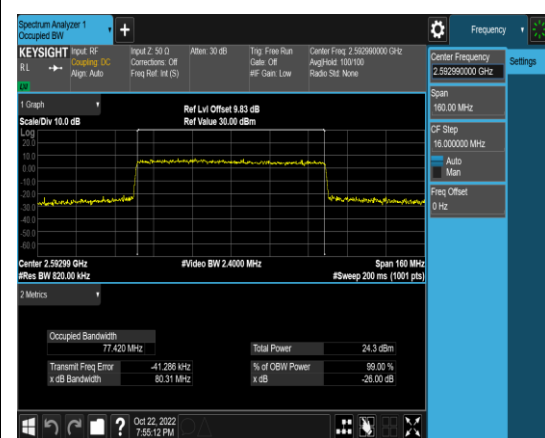 Spectrum Analyzer 1
Occupied BW
Frequency
KEYSIGHT
Input: RF
Input Z: 50 Ω
Atten: 30 dB
Trig: Free Run
Center Freq: 2.592990000 GHz
R L
Coupling: DC
Corrections: Off
Gate: Off
Avg|Hold: 100/100
Align: Auto
Freq Ref: Int (S)
#IF Gain: Low
Radio Std: None
Center Frequency
2.592990000 GHz
Settings
Span
160.00 MHz
CF Step
16.000000 MHz
Auto
Man
Freq Offset
0 Hz
1 Graph
Ref Lvl Offset 9.83 dB
Scale/Div 10.0 dB
Ref Value 30.00 dBm
Log
20.0
10.0
0.00
-10.0
-20.0
-30.0
-40.0
-50.0
-60.0
Center 2.59299 GHz
#Video BW 2.4000 MHz
Span 160 MHz
#Res BW 820.00 kHz
#Sweep 200 ms (1001 pts)
2 Metrics
Occupied Bandwidth
77.420 MHz
Total Power
24.3 dBm
Transmit Freq Error
-41.286 kHz
% of OBW Power
99.00 %
x dB Bandwidth
80.31 MHz
x dB
-26.00 dB
Oct 22, 2022
7:55:12 PM